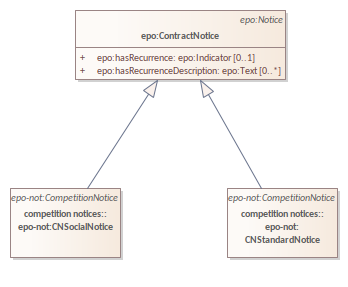 epo:Notice
epo:ContractNotice
+ epo:hasRecurrence: epo:Indicator [0..1]
+ epo:hasRecurrenceDescription: epo:Text [0..*]
epo-not:CompetitionNotice
competition notices::
epo-not:CNSocialNotice
epo-not:CompetitionNotice
competition notices::
epo-not:
CNStandardNotice